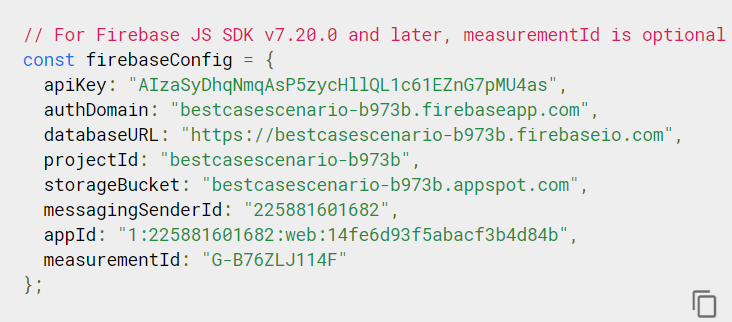 // For Firebase JS SDK v7.20.0 and later, measurementId is optional
const firebaseConfig = {
apiKey: "AIzaSyDhqNmqAsP5zycHllQL1c61EZnG7pMU4as",
authDomain: "bestcasescenario-b973b.firebaseapp.com",
databaseURL: "https://bestcasescenario-b973b.firebaseio.com",
projectId: "bestcasescenario-b973b",
storageBucket: "bestcasescenario-b973b.appspot.com",
messagingSenderId: "225881601682",
appId: "1:225881601682:web:14fe6d93f5abacf3b4d84b",
measurementId: "G-B76ZLJ114F"
};